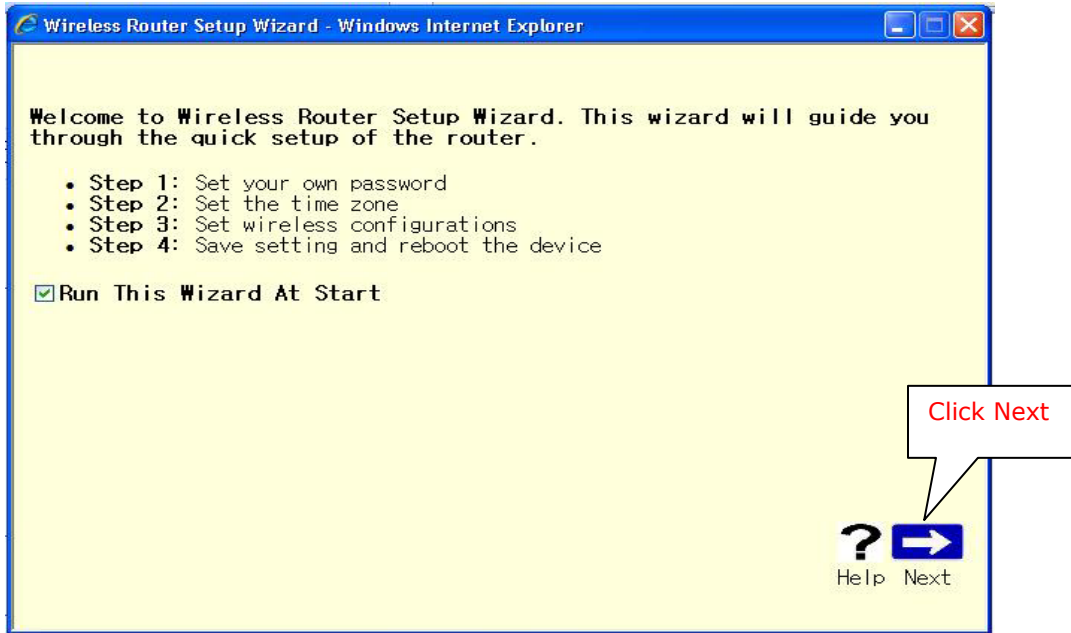 Wireless Router Setup Wizard - Windows Internet Explorer
Welcome to Wireless Router Setup Wizard. This wizard will guide you
through the quick setup of the router.
• Step 1: Set your own password
• Step 2: Set the time zone
• Step 3: Set wireless configurations
• Step 4: Save setting and reboot the device
Run This Wizard At Start
Click Next
Help Next